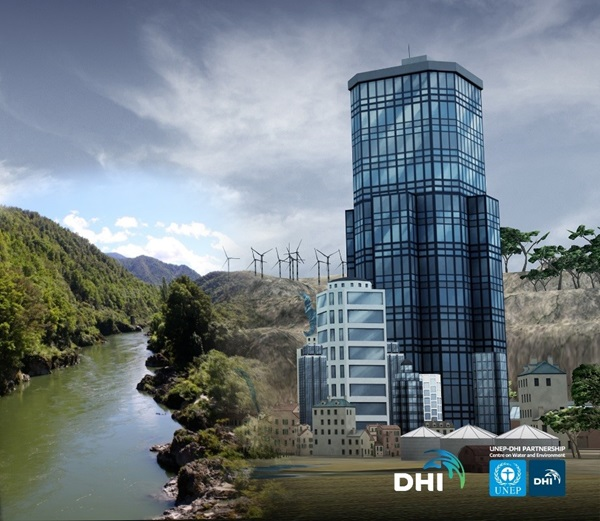 UNEP-DHI PARTNERSHIP
Centre on Water and Environment
DHI
UNEP
DHI